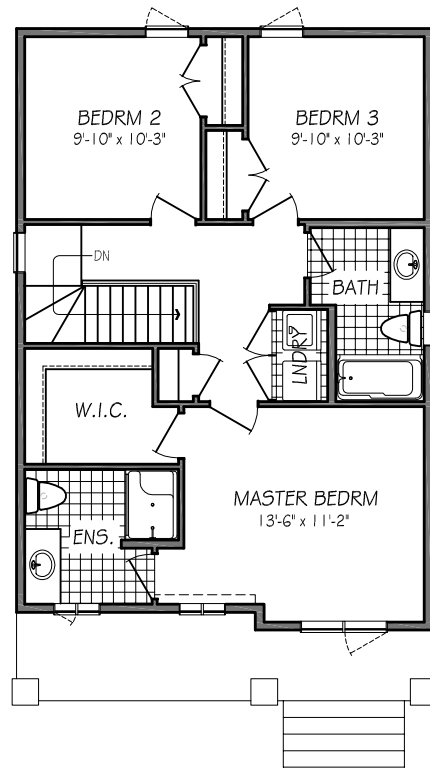 BEDRM 2
9'-10" x 10'-3"
BEDRM 3
9'-10" x 10'-3"
DN
BATH
LNDRY
W.I.C.
MASTER BEDRM
13'-6" x 11'-2"
ENS.